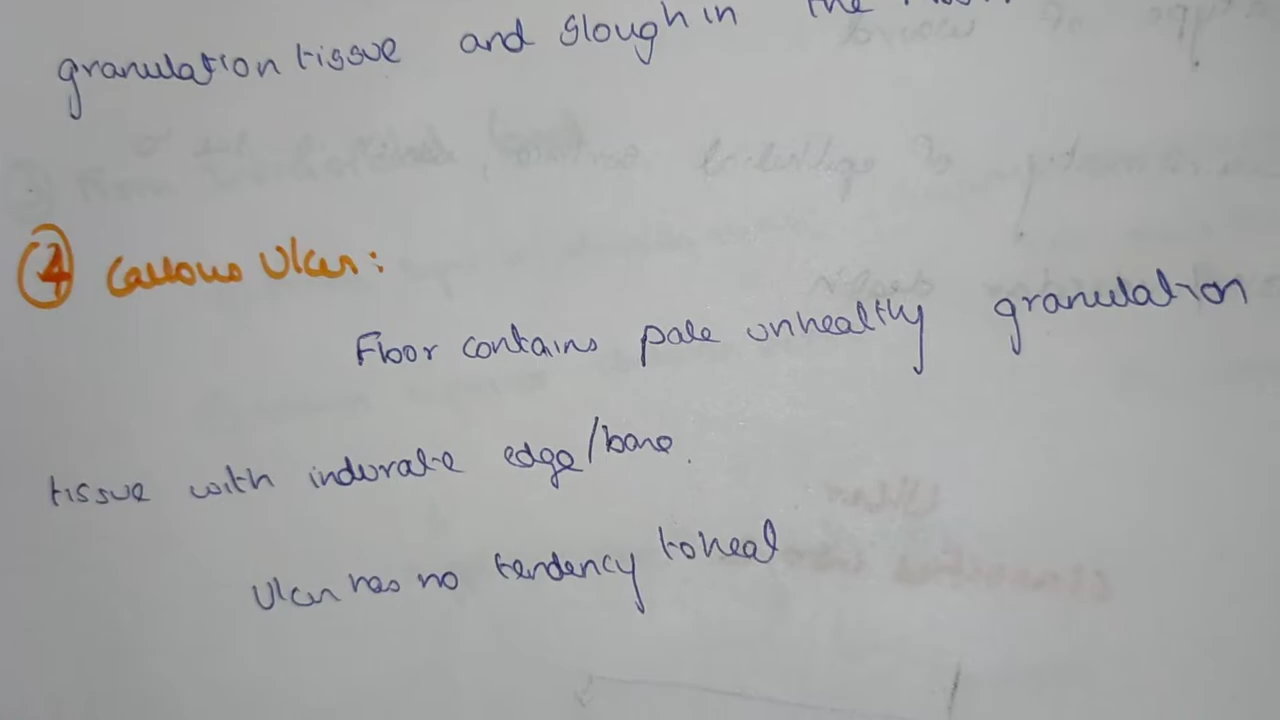 granulation tissue and slough in the
④ Callous Ulcer:
Floor contains pale unhealthy granulation
tissue with indurate edge/base.
Ulcer has no tendency to heal